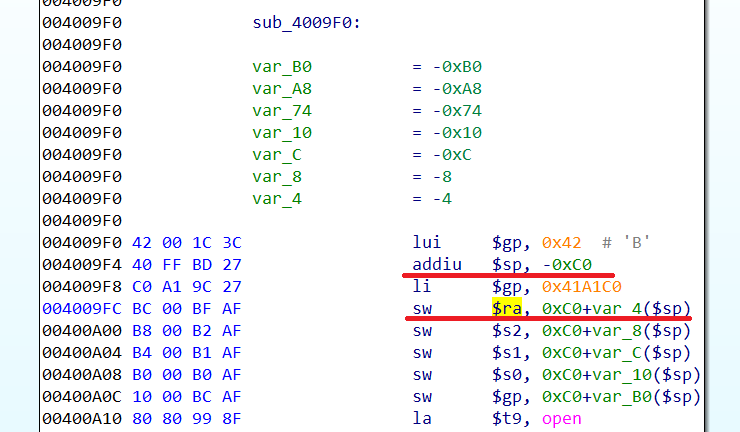 004009F0
004009F0 sub_4009F0:
004009F0
004009F0 var_B0 = -0xB0
004009F0 var_A8 = -0xA8
004009F0 var_74 = -0x74
004009F0 var_10 = -0x10
004009F0 var_C = -0xC
004009F0 var_8 = -8
004009F0 var_4 = -4
004009F0
004009F0 42 00 1C 3C lui $gp, 0x42 # 'B'
004009F4 40 FF BD 27 addiu $sp, -0xC0
004009F8 C0 A1 9C 27 li $gp, 0x41A1C0
004009FC BC 00 BF AF sw $ra, 0xC0+var_4($sp)
00400A00 B8 00 B2 AF sw $s2, 0xC0+var_8($sp)
00400A04 B4 00 B1 AF sw $s1, 0xC0+var_C($sp)
00400A08 B0 00 B0 AF sw $s0, 0xC0+var_10($sp)
00400A0C 10 00 BC AF sw $gp, 0xC0+var_B0($sp)
00400A10 80 80 99 8F la $t9, open